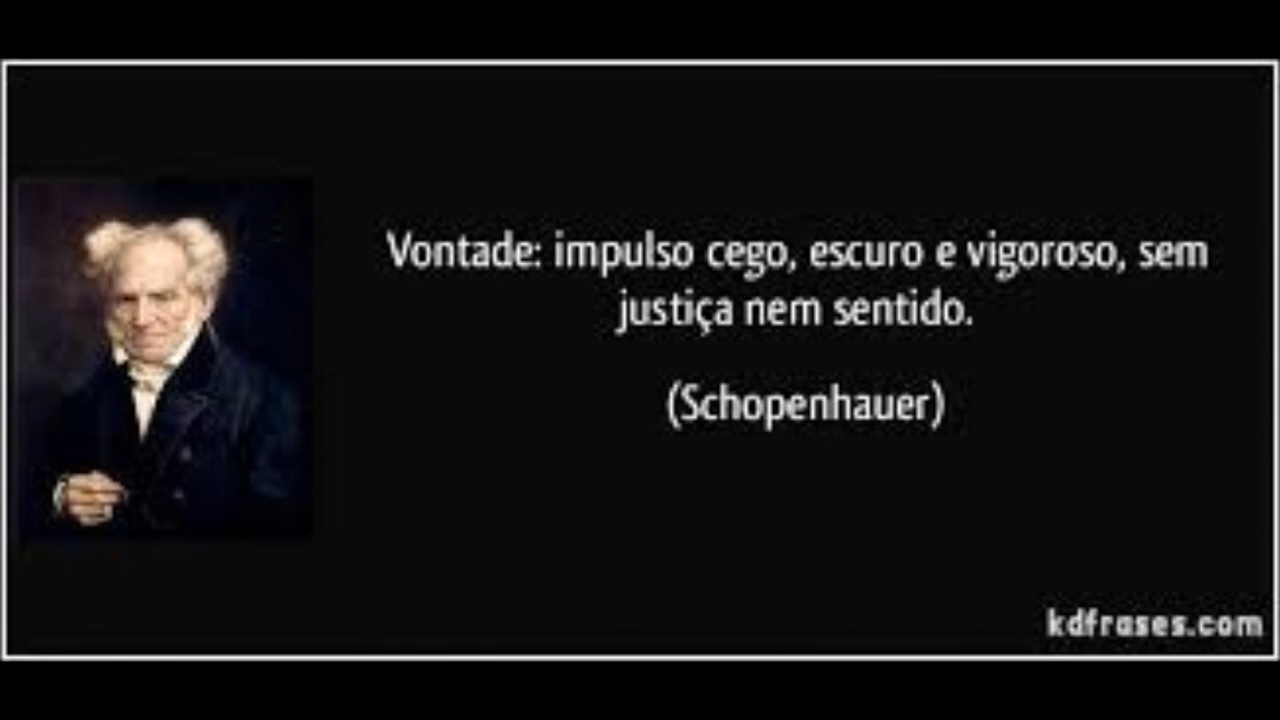 Vontade: impulso cego, escuro e vigoroso, sem
justiça nem sentido.
(Schopenhauer)
kdfrases.com